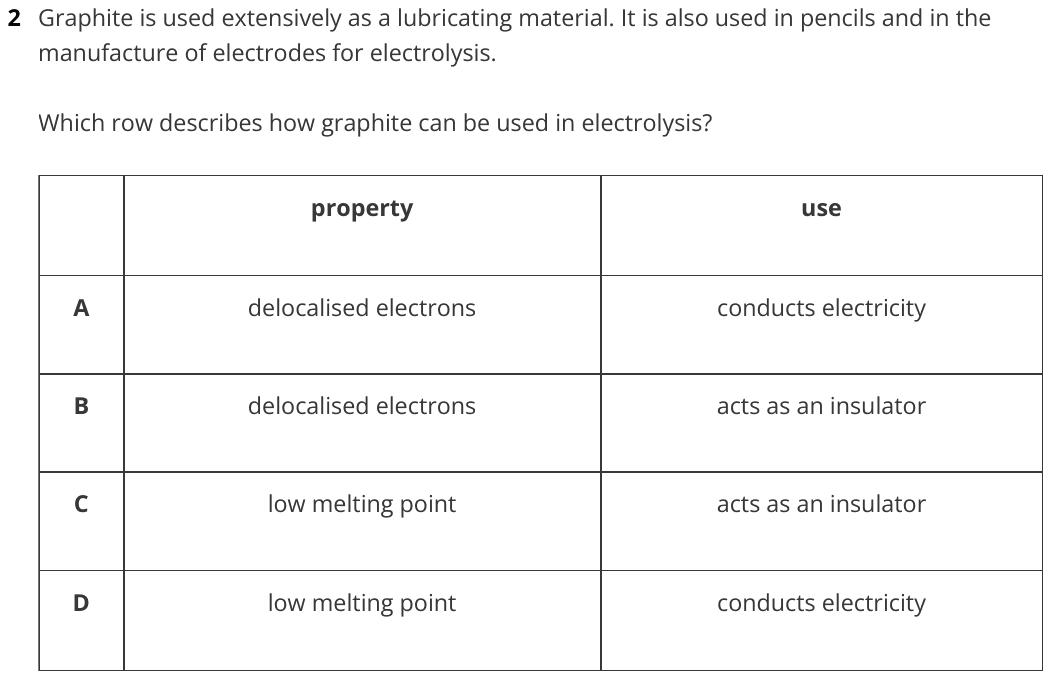 2 Graphite is used extensively as a lubricating material. It is also used in pencils and in the
manufacture of electrodes for electrolysis.
Which row describes how graphite can be used in electrolysis?
property use
A delocalised electrons conducts electricity
B delocalised electrons acts as an insulator
C low melting point acts as an insulator
D low melting point conducts electricity